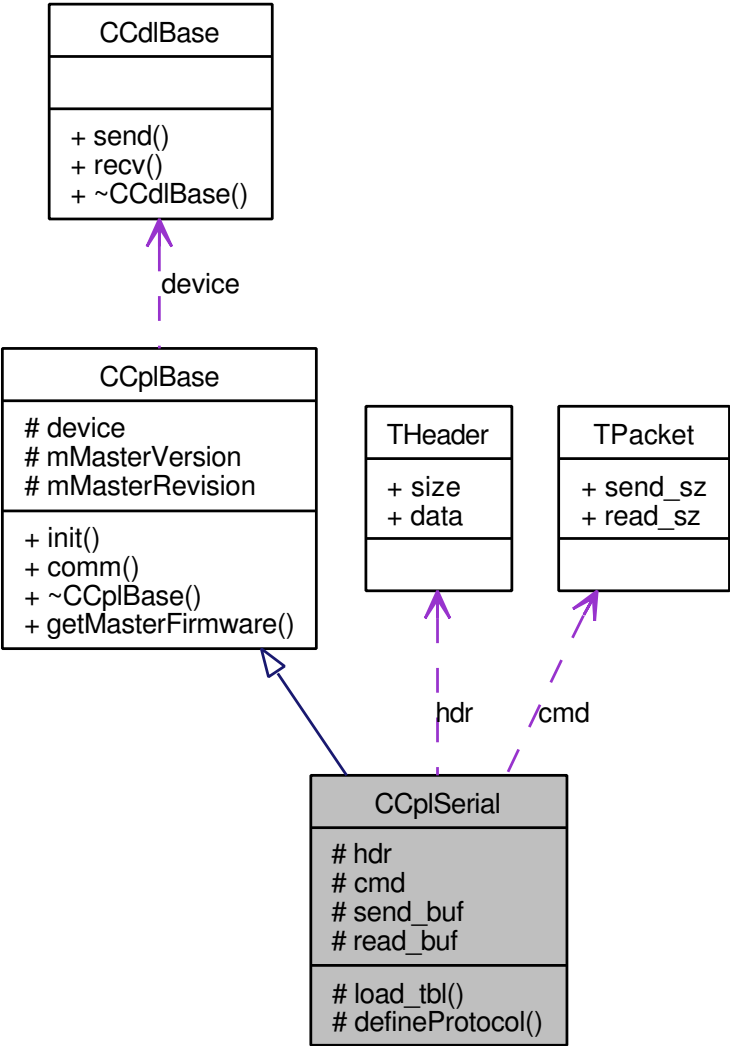 CCdlBase
+ send()
+ recv()
+ ~CCdlBase()
device
CCplBase
# device
# mMasterVersion
# mMasterRevision
+ init()
+ comm()
+ ~CCplBase()
+ getMasterFirmware()
THeader
+ size
+ data
TPacket
+ send_sz
+ read_sz
hdr
cmd
CCplSerial
# hdr
# cmd
# send_buf
# read_buf
# load_tbl()
# defineProtocol()